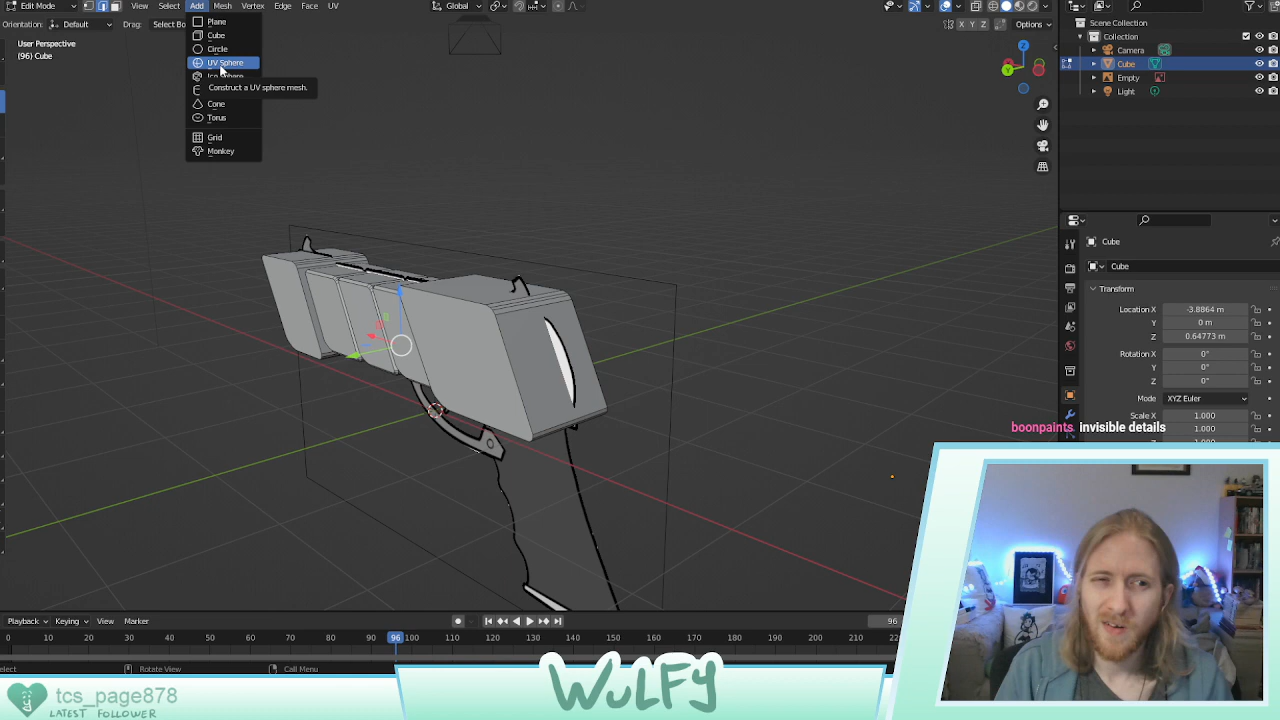 Edit Mode View Select Add Mesh Vertex Edge Face UV Global
Orientation: Default Drag: Select Bo X Y Z Options
User Perspective
(96) Cube
Plane
Cube
Circle
UV Sphere
Construct a UV sphere mesh.
Cone
Torus
Grid
Monkey
Scene Collection
Collection
Camera
Cube
Empty
Light
Cube
Cube
Transform
Location X -3.8864 m
Y 0 m
Z 0.64773 m
Rotation X 0°
Y 0°
Z 0°
Mode XYZ Euler
Scale X 1.000
Y 1.000
boonpaints invisible details
Playback Keying View Marker 96
0 10 20 30 40 50 60 70 80 90 96 100 110 120 130 140 150 160 170 180 190 200 210
elect Rotate View Call Menu
tcs_page878
LATEST FOLLOWER
WULFY